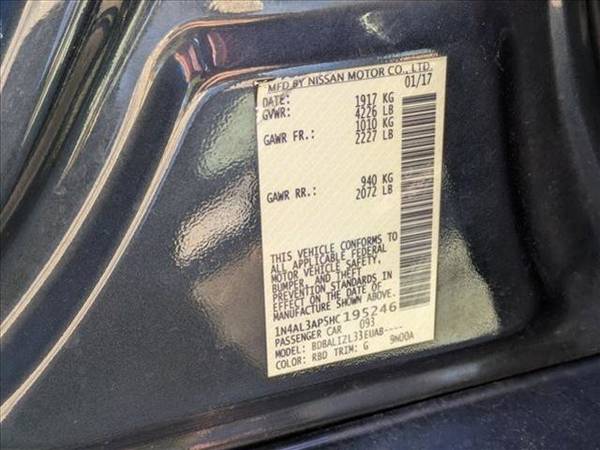 MFD BY NISSAN MOTOR CO., LTD.
DATE: 01/17
GVWR: 1917 KG
4226 LB
GAWR FR.: 1010 KG
2227 LB
GAWR RR.: 940 KG
2072 LB
THIS VEHICLE CONFORMS TO
ALL APPLICABLE FEDERAL
MOTOR VEHICLE SAFETY,
BUMPER, AND THEFT
PREVENTION STANDARDS IN
EFFECT ON THE DATE OF
MANUFACTURE SHOWN ABOVE.
1N4AL3AP5HC195246
PASSENGER CAR 093
MODEL: BDBALIZL33EUAB----
COLOR: RBD TRIM: G 9N00A